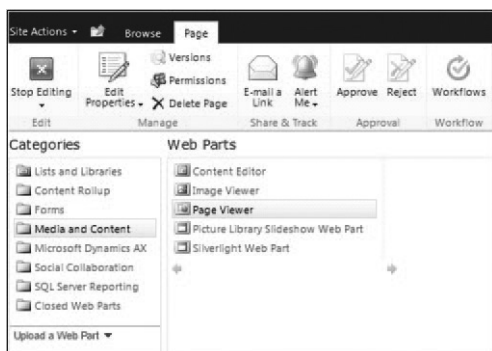 Site Actions Browse Page
Stop Editing
Edit Properties
Versions
Permissions
Delete Page
E-mail a Link
Alert Me
Approve
Reject
Workflows
Edit Manage Share & Track Approval Workflow
Categories
Lists and Libraries
Content Rollup
Forms
Media and Content
Microsoft Dynamics AX
Social Collaboration
SQL Server Reporting
Closed Web Parts
Upload a Web Part
Web Parts
Content Editor
Image Viewer
Page Viewer
Picture Library Slideshow Web Part
Silverlight Web Part